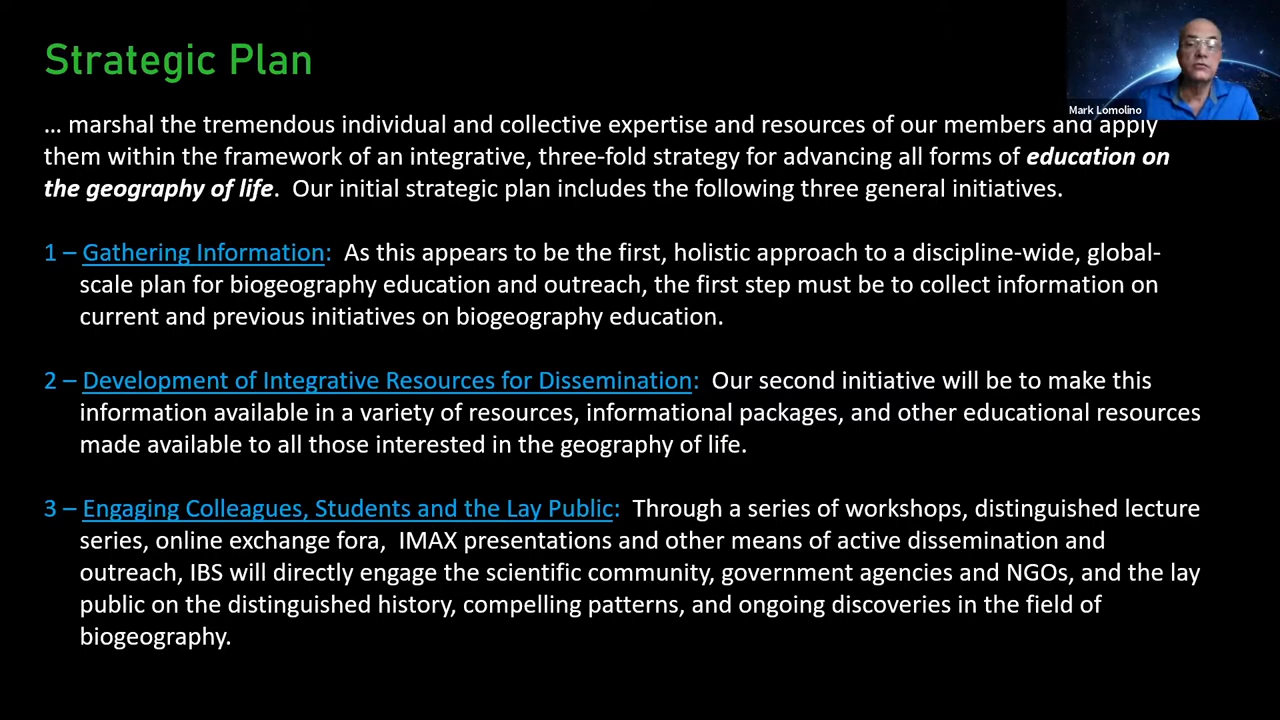 Strategic Plan
Mark Lomolino
… marshal the tremendous individual and collective expertise and resources of our members and apply
them within the framework of an integrative, three-fold strategy for advancing all forms of education on
the geography of life. Our initial strategic plan includes the following three general initiatives.
1 – Gathering Information: As this appears to be the first, holistic approach to a discipline-wide, global-
scale plan for biogeography education and outreach, the first step must be to collect information on
current and previous initiatives on biogeography education.
2 – Development of Integrative Resources for Dissemination: Our second initiative will be to make this
information available in a variety of resources, informational packages, and other educational resources
made available to all those interested in the geography of life.
3 – Engaging Colleagues, Students and the Lay Public: Through a series of workshops, distinguished lecture
series, online exchange fora, IMAX presentations and other means of active dissemination and
outreach, IBS will directly engage the scientific community, government agencies and NGOs, and the lay
public on the distinguished history, compelling patterns, and ongoing discoveries in the field of
biogeography.